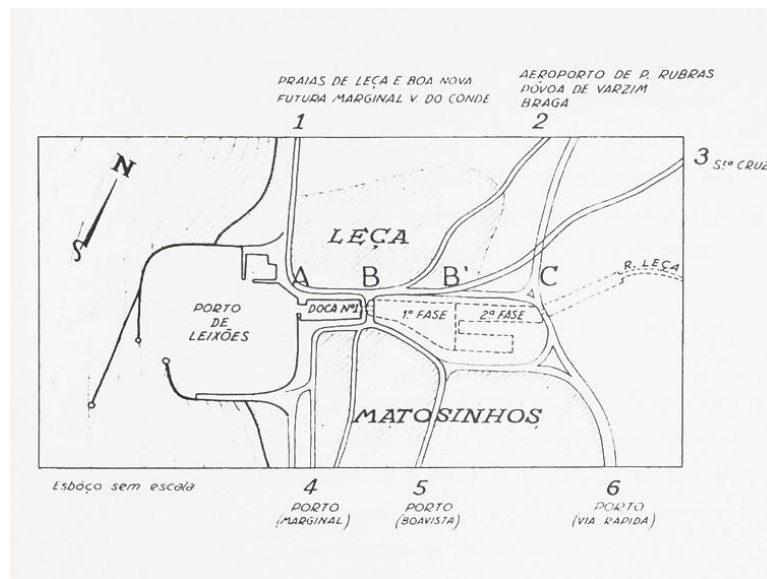 PRAIAS DE LEÇA E BOA NOVA
FUTURA MARGINAL V. DO CONDE
AEROPORTO DE P. RUBRAS
PÓVOA DE VARZIM
BRAGA
1
2
3 Sᵗᵃ CRUZ
N
S
LEÇA
R. LEÇA
A
B
B'
C
PORTO
DE
LEIXÕES
DOCA Nº1
1ª FASE
2ª FASE
MATOSINHOS
Esbôço sem escala
4
5
6
PORTO
(MARGINAL)
PORTO
(BOAVISTA)
PORTO
(VIA RAPIDA)